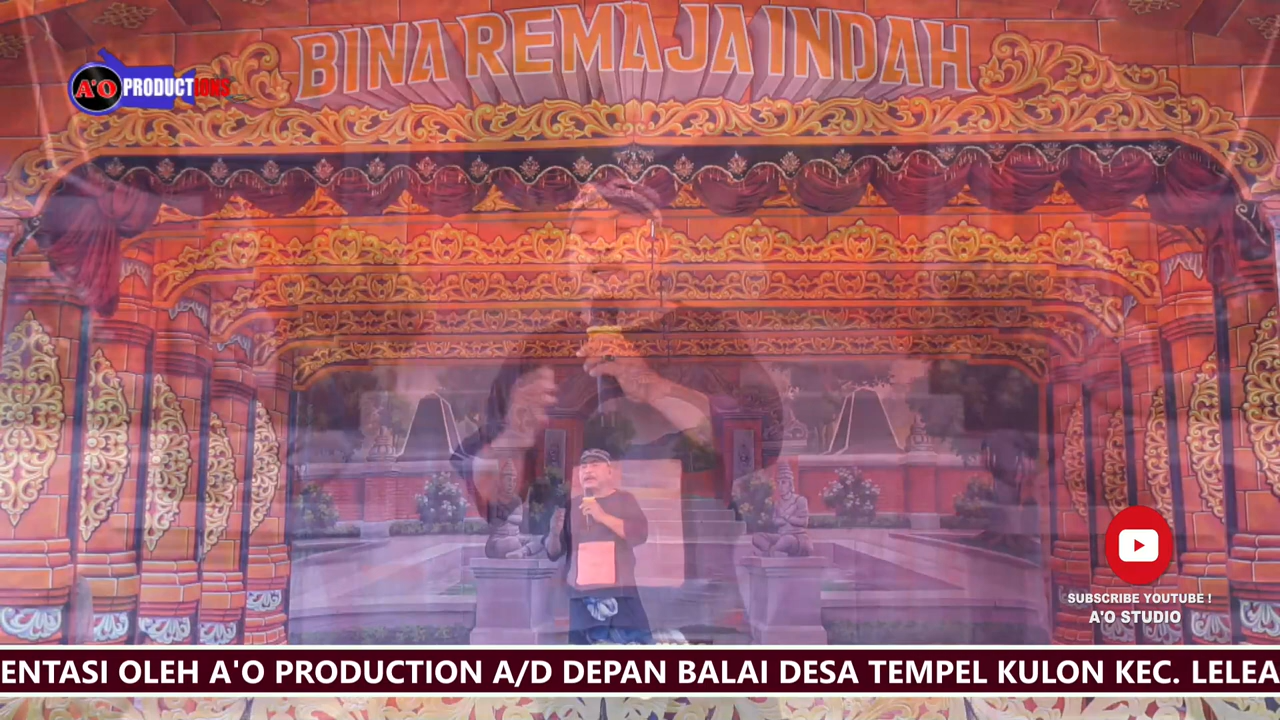 BINA REMAJA INDAH
A'O PRODUCTIONS
SUBSCRIBE YOUTUBE !
A'O STUDIO
ENTASI OLEH A'O PRODUCTION A/D DEPAN BALAI DESA TEMPEL KULON KEC. LELEA